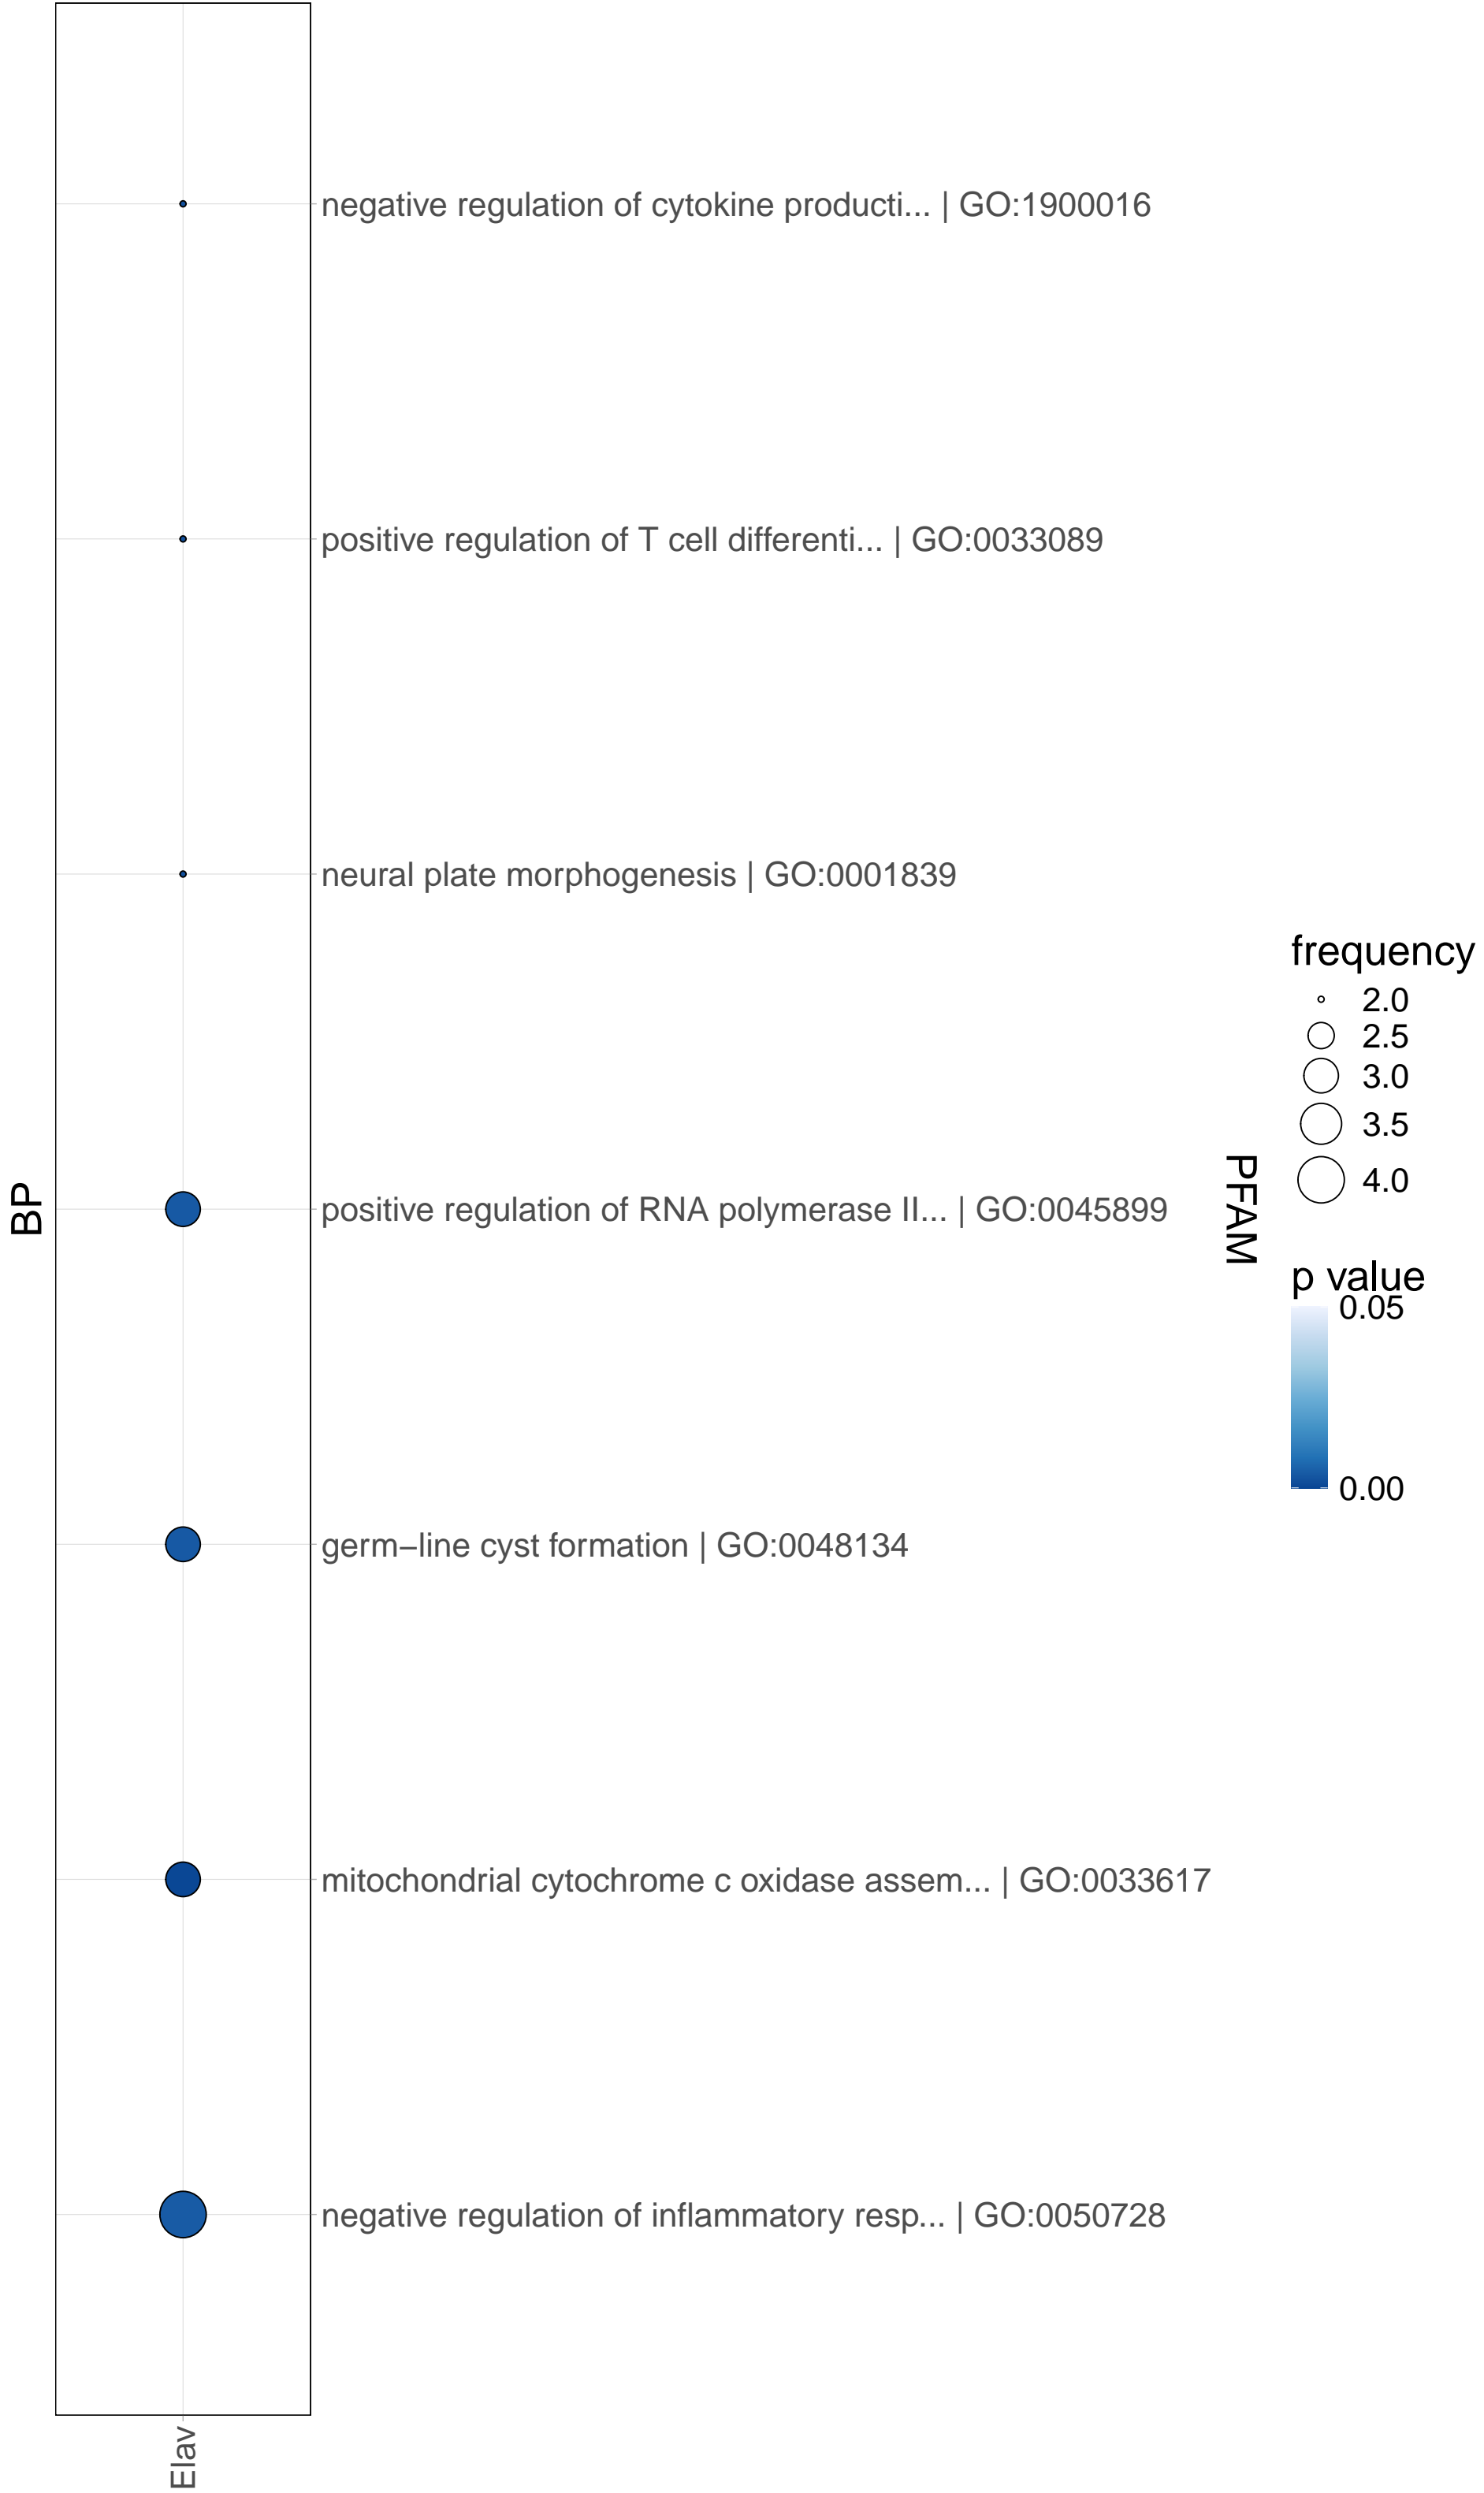 BP
negative regulation of cytokine producti... | GO:1900016
positive regulation of T cell differenti... | GO:0033089
neural plate morphogenesis | GO:0001839
positive regulation of RNA polymerase II... | GO:0045899
germ−line cyst formation | GO:0048134
mitochondrial cytochrome c oxidase assem... | GO:0033617
negative regulation of inflammatory resp... | GO:0050728
Elav
PFAM
frequency
2.0
2.5
3.0
3.5
4.0
p value
0.05
0.00